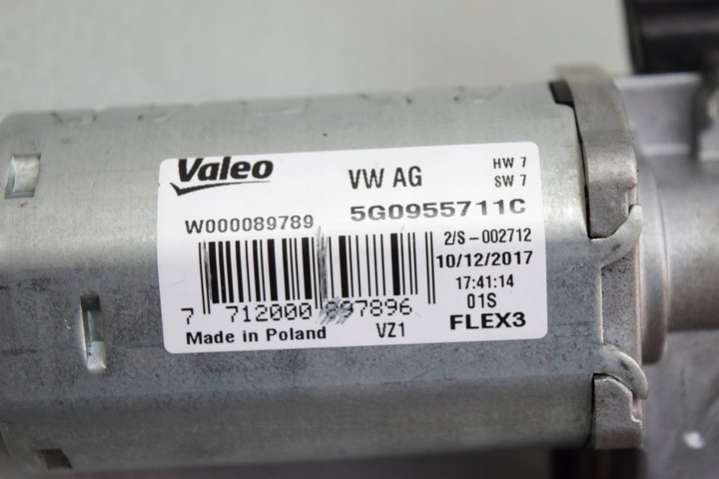 Valeo
VW AG
HW 7
SW 7
W000089789
5G0955711C
2/S-002712
10/12/2017
17:41:14
01S
7 712000 897896
Made in Poland
VZ1
FLEX3